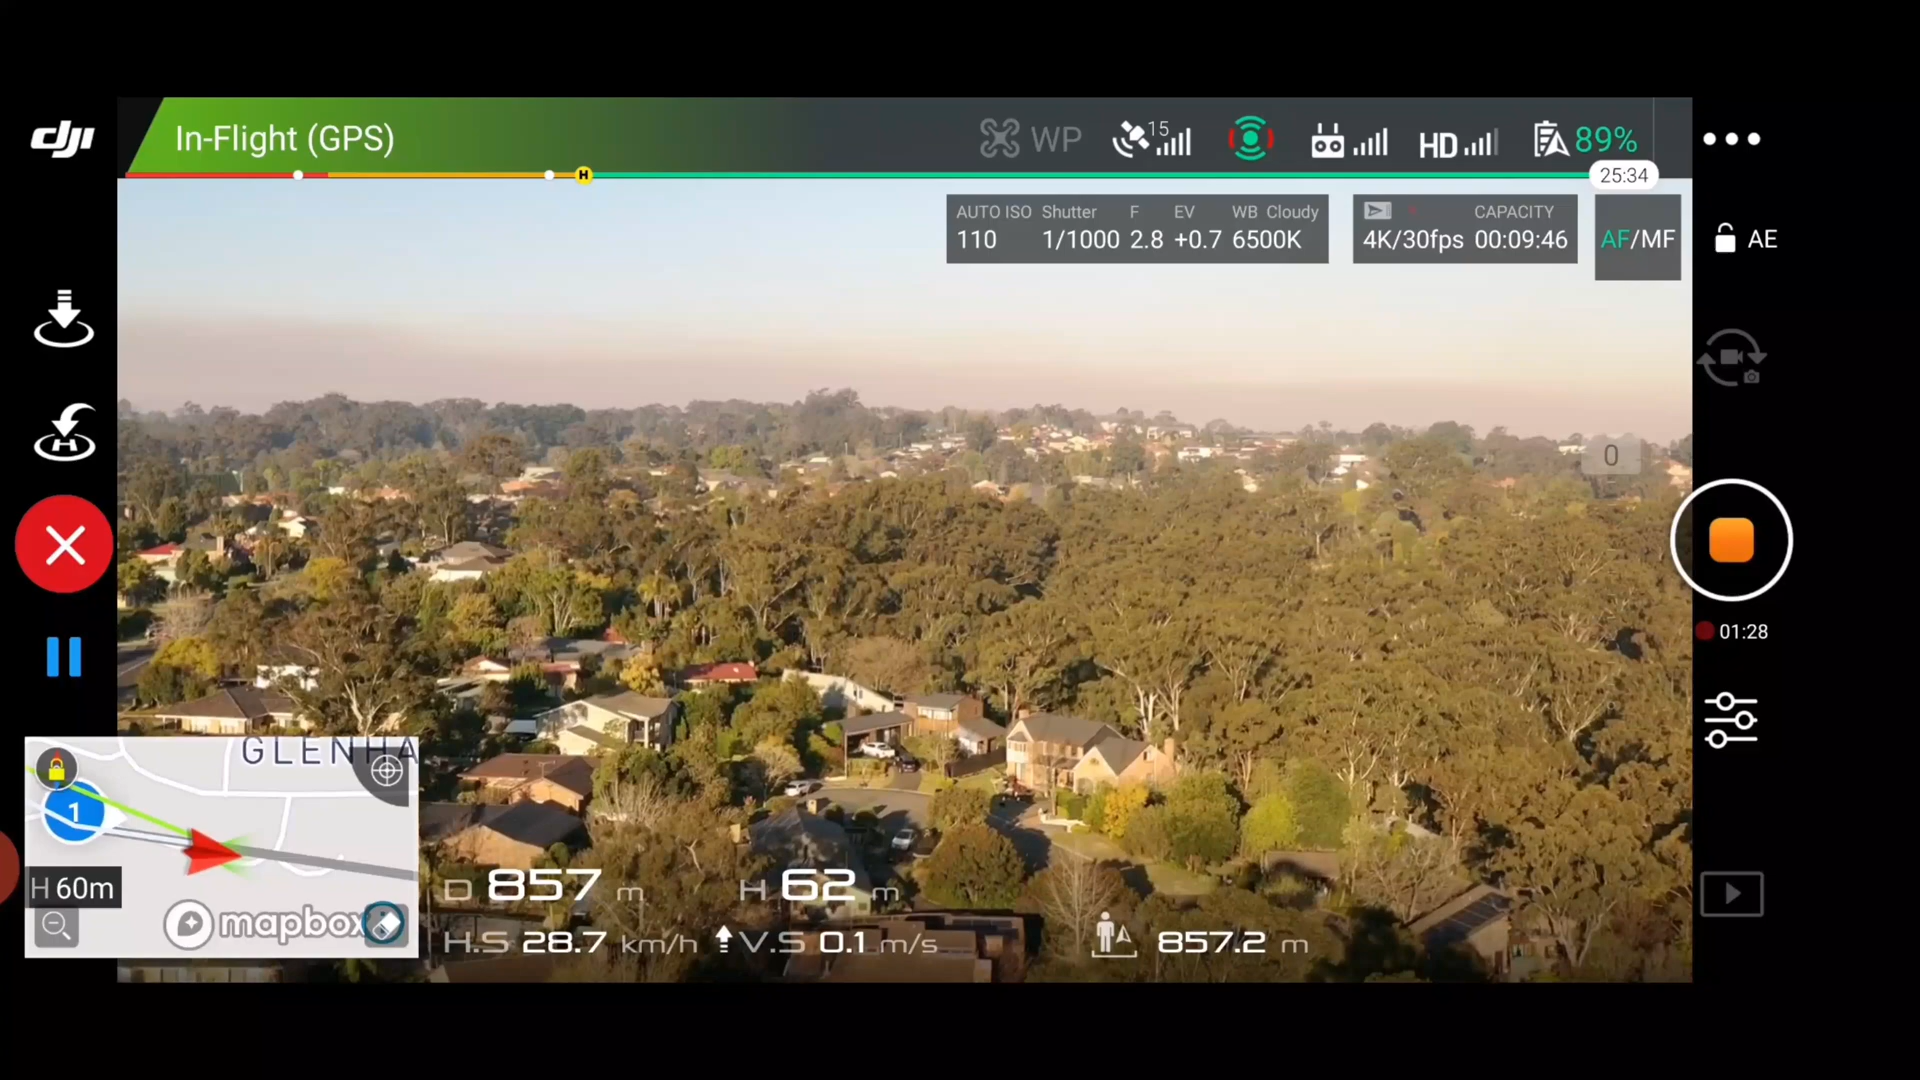 dji
In-Flight (GPS)
WP
15
HD
89%
25:34
AUTO ISO Shutter F EV WB Cloudy
110 1/1000 2.8 +0.7 6500K
CAPACITY
4K/30fps 00:09:46
AF/MF
AE
0
01:28
GLENHA
1
H 60m
mapbox
D 857 m H 62 m
H.S 28.7 km/h V.S 0.1 m/s
857.2 m
H